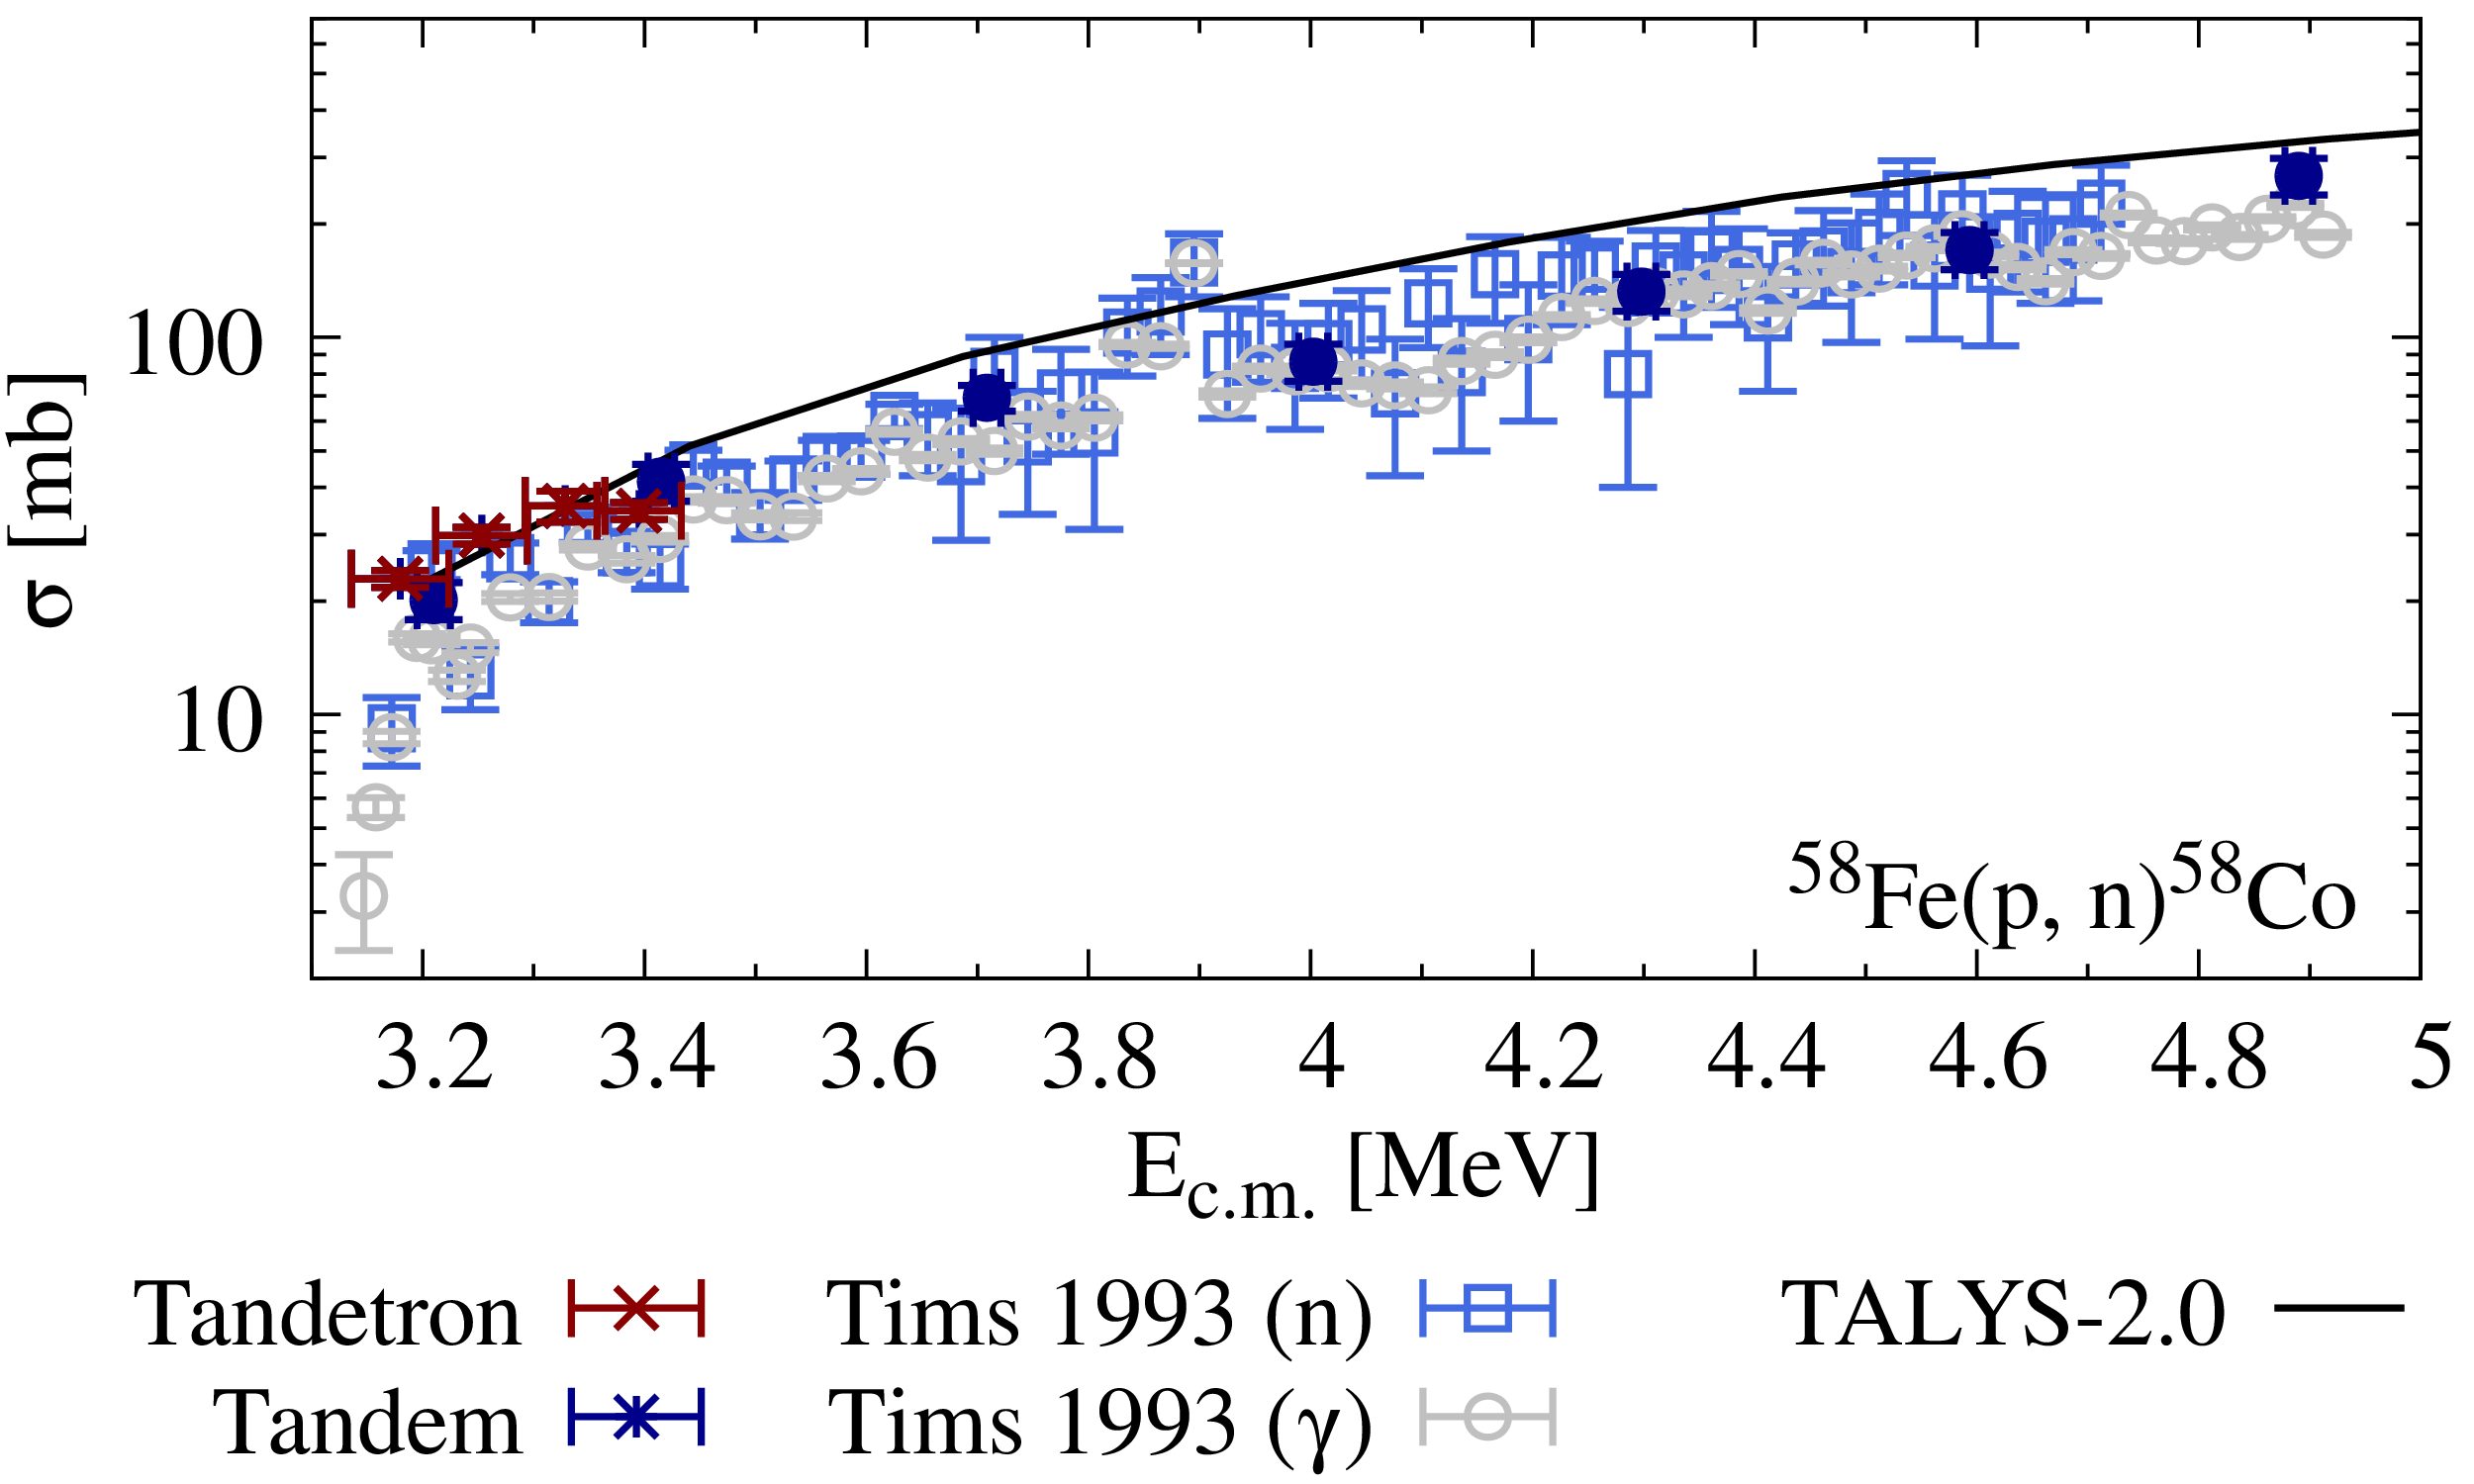 σ [mb]
100
10
⁵⁸Fe(p, n)⁵⁸Co
3.2 3.4 3.6 3.8 4 4.2 4.4 4.6 4.8 5
E_c.m. [MeV]
Tandetron Tims 1993 (n) TALYS-2.0
Tandem Tims 1993 (γ)